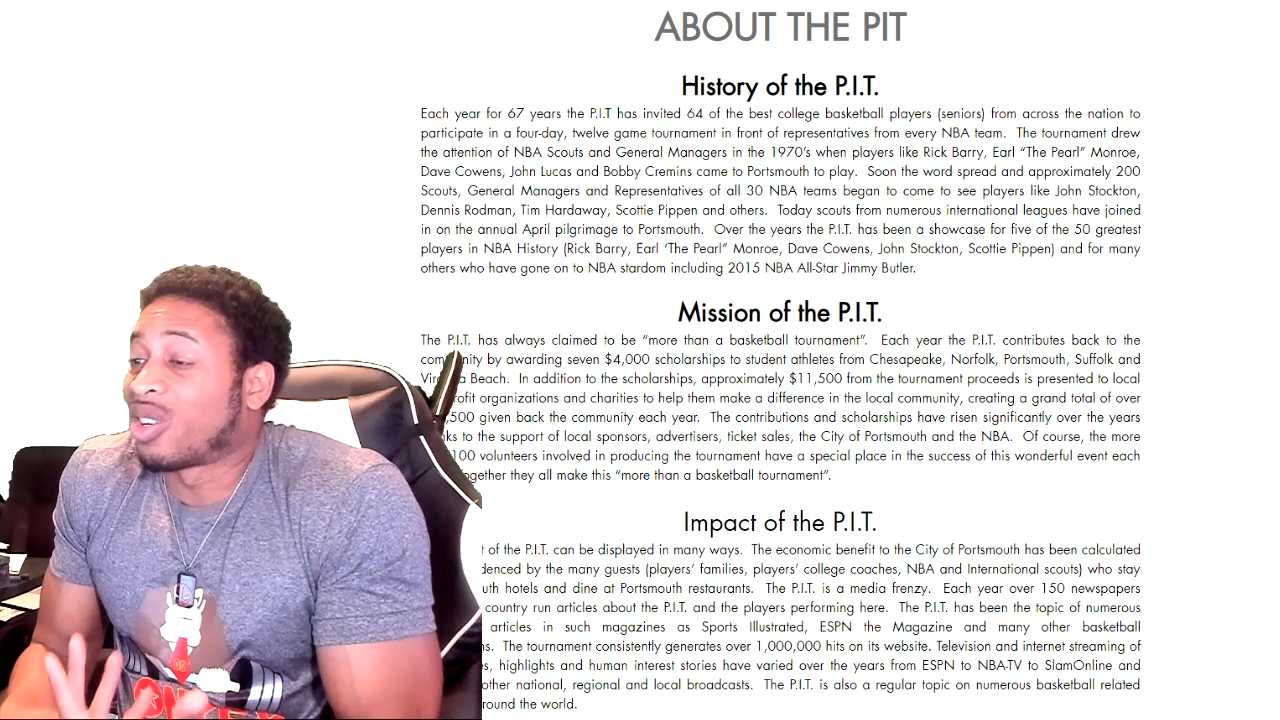 ABOUT THE PIT
History of the P.I.T.
Each year for 67 years the P.I.T has invited 64 of the best college basketball players (seniors) from across the nation to
participate in a four-day, twelve game tournament in front of representatives from every NBA team. The tournament drew
the attention of NBA Scouts and General Managers in the 1970's when players like Rick Barry, Earl "The Pearl" Monroe,
Dave Cowens, John Lucas and Bobby Cremins came to Portsmouth to play. Soon the word spread and approximately 200
Scouts, General Managers and Representatives of all 30 NBA teams began to come to see players like John Stockton,
Dennis Rodman, Tim Hardaway, Scottie Pippen and others. Today scouts from numerous international leagues have joined
in on the annual April pilgrimage to Portsmouth. Over the years the P.I.T. has been a showcase for five of the 50 greatest
players in NBA History (Rick Barry, Earl 'The Pearl" Monroe, Dave Cowens, John Stockton, Scottie Pippen) and for many
others who have gone on to NBA stardom including 2015 NBA All-Star Jimmy Butler.
Mission of the P.I.T.
The P.I.T. has always claimed to be "more than a basketball tournament". Each year the P.I.T. contributes back to the
by awarding seven $4,000 scholarships to student athletes from Chesapeake, Norfolk, Portsmouth, Suffolk and
Beach. In addition to the scholarships, approximately $11,500 from the tournament proceeds is presented to local
organizations and charities to help them make a difference in the local community, creating a grand total of over
given back the community each year. The contributions and scholarships have risen significantly over the years
to the support of local sponsors, advertisers, ticket sales, the City of Portsmouth and the NBA. Of course, the more
100 volunteers involved in producing the tournament have a special place in the success of this wonderful event each
they all make this "more than a basketball tournament".
Impact of the P.I.T.
of the P.I.T. can be displayed in many ways. The economic benefit to the City of Portsmouth has been calculated
by the many guests (players' families, players' college coaches, NBA and International scouts) who stay
hotels and dine at Portsmouth restaurants. The P.I.T. is a media frenzy. Each year over 150 newspapers
country run articles about the P.I.T. and the players performing here. The P.I.T. has been the topic of numerous
articles in such magazines as Sports Illustrated, ESPN the Magazine and many other basketball
The tournament consistently generates over 1,000,000 hits on its website. Television and internet streaming of
highlights and human interest stories have varied over the years from ESPN to NBA-TV to SlamOnline and
other national, regional and local broadcasts. The P.I.T. is also a regular topic on numerous basketball related
the world.